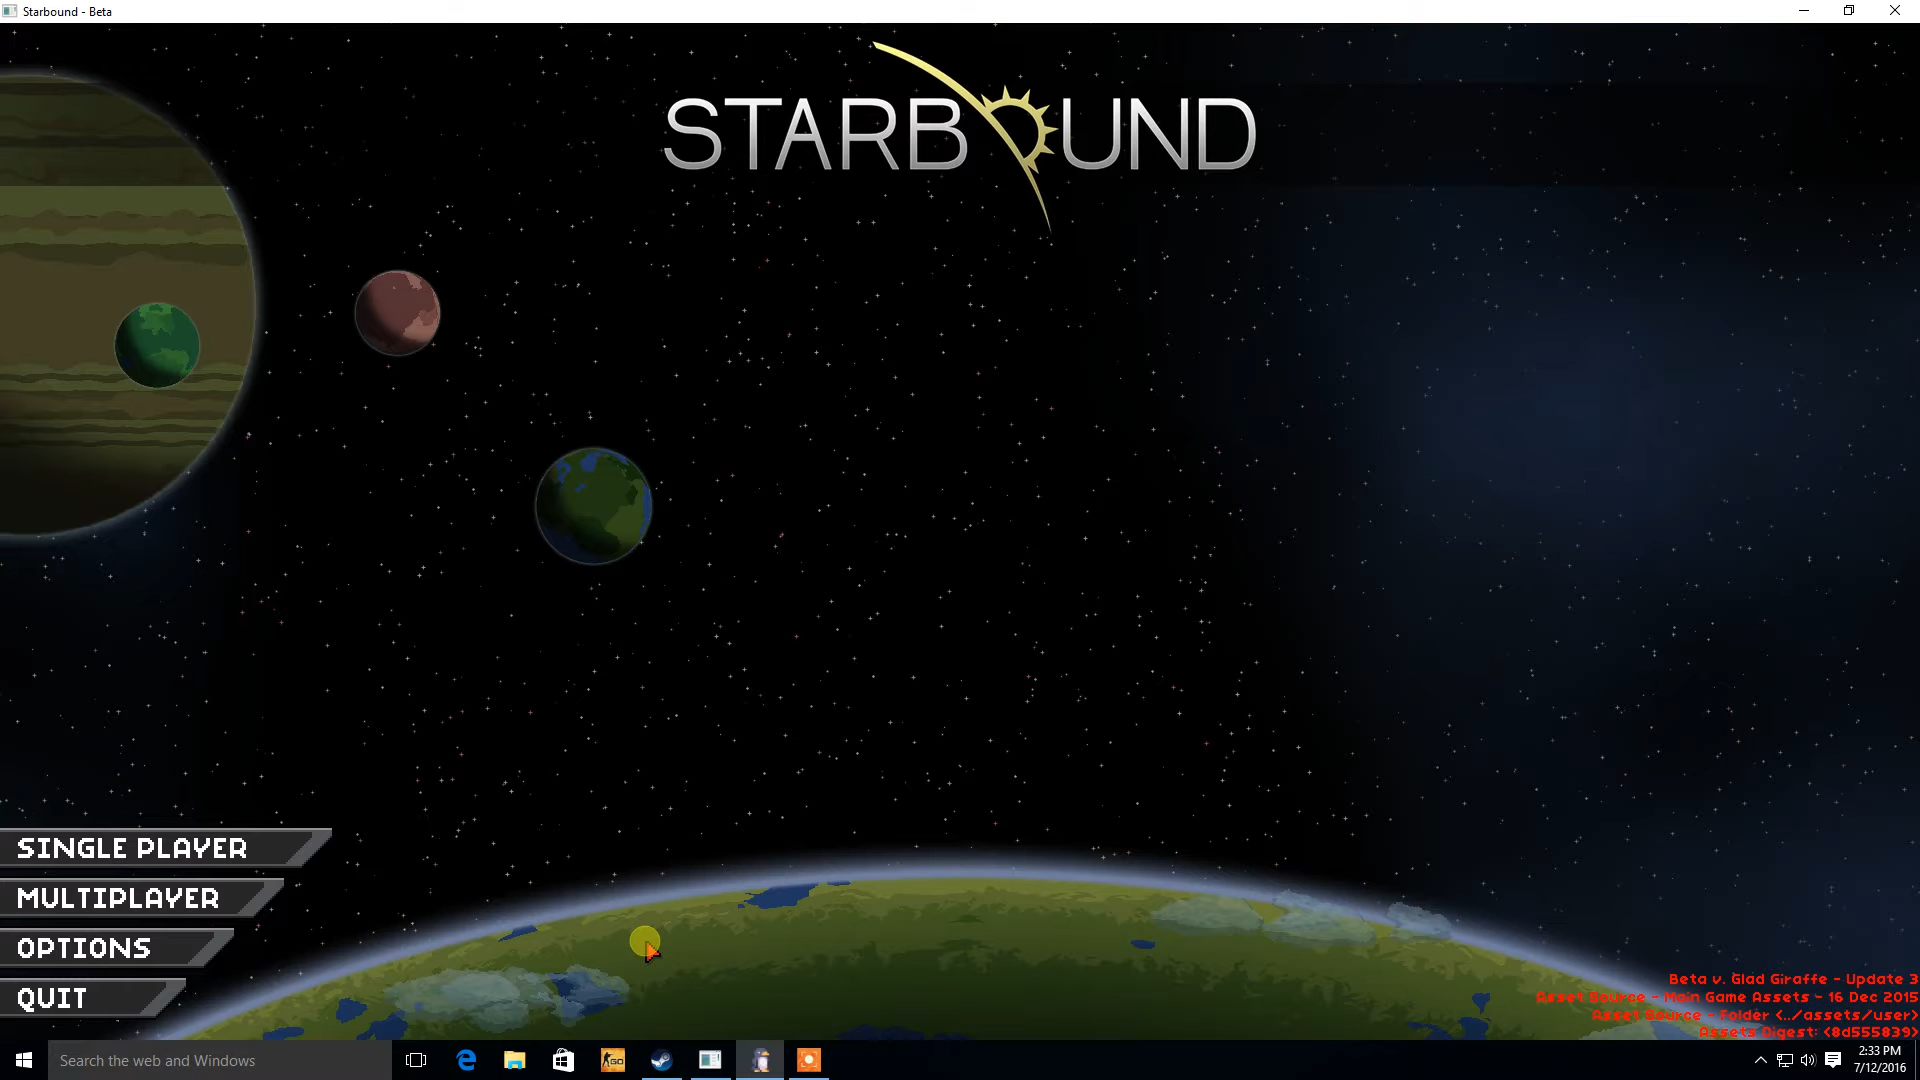 Starbound - Beta
STARBOUND
SINGLE PLAYER
MULTIPLAYER
OPTIONS
QUIT
Beta v. Glad Giraffe - Update 3
Asset Source - Main Game Assets - 16 Dec 2015
Asset Source - Folder <../assets/user>
Assets Digest: <8d555839>
Search the web and Windows
GO
2:33 PM
7/12/2016